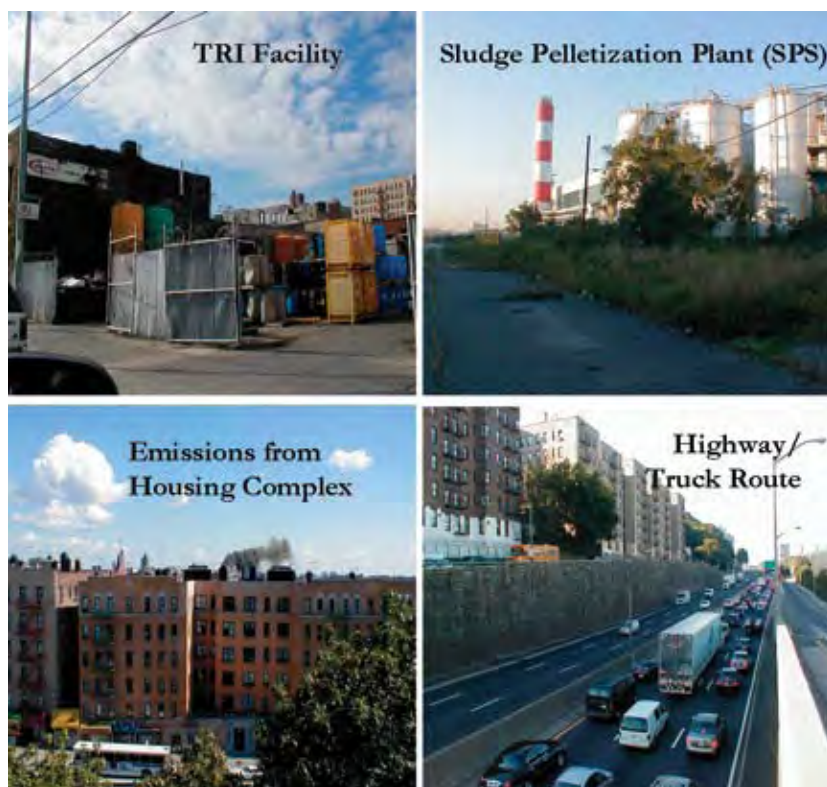 TRI Facility
Sludge Pelletization Plant (SPS)
Emissions from
Housing Complex
Highway/
Truck Route